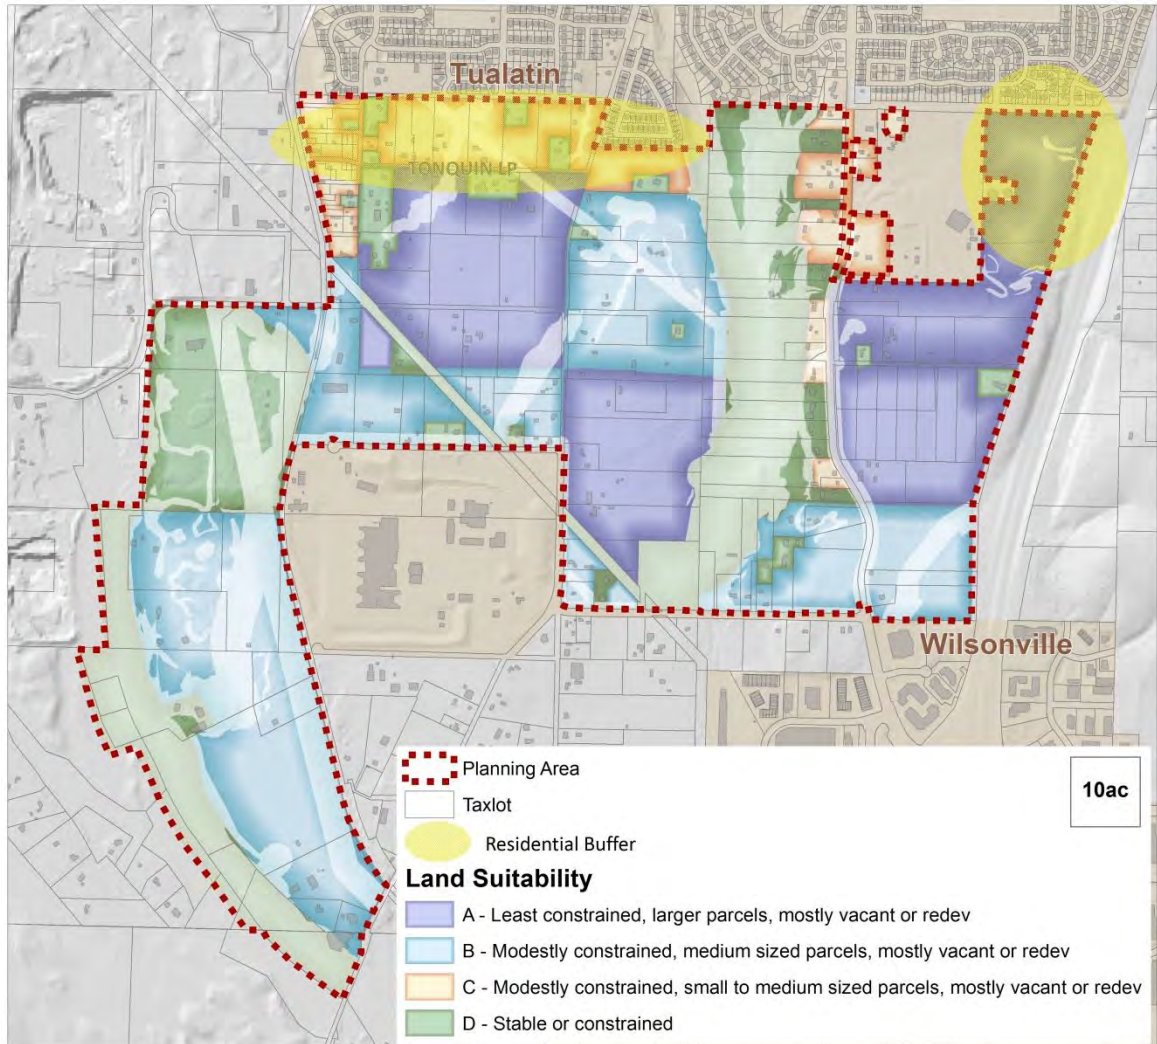 Tualatin
TONQUIN LP
Wilsonville
Planning Area
10ac
Taxlot
Residential Buffer
Land Suitability
A - Least constrained, larger parcels, mostly vacant or redev
B - Modestly constrained, medium sized parcels, mostly vacant or redev
C - Modestly constrained, small to medium sized parcels, mostly vacant or redev
D - Stable or constrained